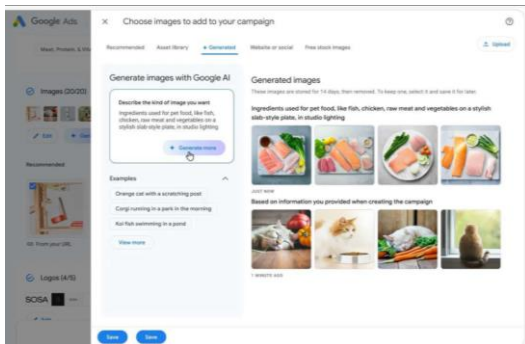 Google Ads
Choose images to add to your campaign
Recommended
Asset library
Generated
Website or social
Free stock images
Upload
Images (20/20)
Edit
Recommended
From your URL
Logos (4/5)
SOSA
Generate images with Google AI
Describe the kind of image you want
Ingredients used for pet food, like fish,
chicken, raw meat and vegetables on a
stylish slab-style plate, in studio lighting
Generate more
Examples
Orange cat with a scratching post
Corgi running in a park in the morning
Koi fish swimming in a pond
View more
Generated images
These images are stored for 14 days, then removed. To keep one, select it and save it for later.
Ingredients used for pet food, like fish, chicken, raw meat and vegetables on a stylish
slab-style plate, in studio lighting
JUST NOW
Based on information you provided when creating the campaign
MINUTE AGO
Save
Save